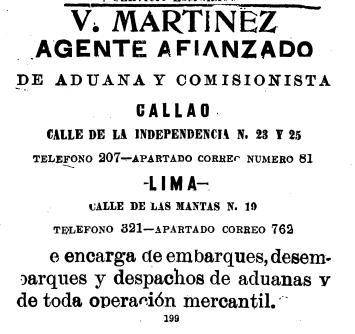 V. MARTINEZ
AGENTE AFIANZADO
DE ADUANA Y COMISIONISTA
CALLAO
CALLE DE LA INDEPENDENCIA N. 23 Y 25
TELEFONO 207—APARTADO CORREO NUMERO 81
-LIMA-
CALLE DE LAS MANTAS N. 19
TELEFONO 321—APARTADO CORREO 762
e encarga de embarques, desem-
barques y despachos de aduanas y
de toda operación mercantil.
199